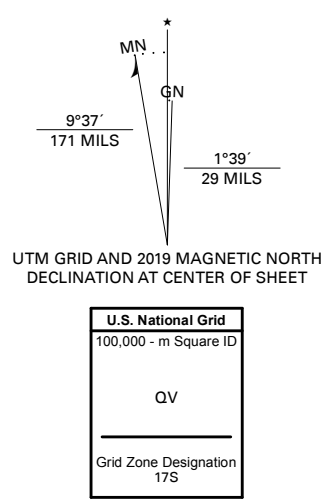 ★
MN
GN
9°37´
171 MILS
1°39´
29 MILS
UTM GRID AND 2019 MAGNETIC NORTH
DECLINATION AT CENTER OF SHEET
U.S. National Grid
100,000 - m Square ID
QV
Grid Zone Designation
17S